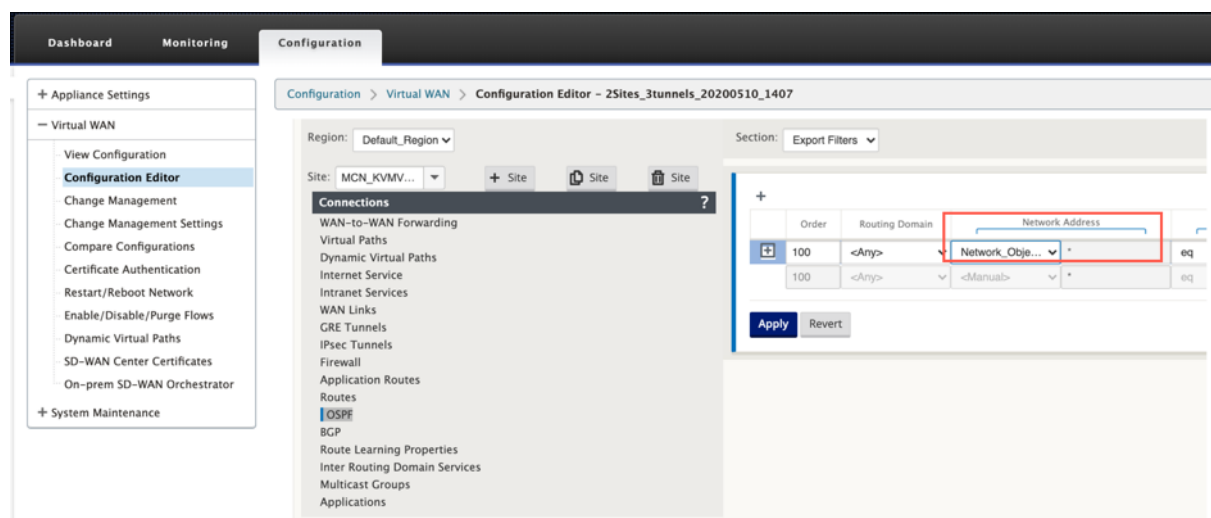 Dashboard Monitoring Configuration
+ Appliance Settings
− Virtual WAN
View Configuration
Configuration Editor
Change Management
Change Management Settings
Compare Configurations
Certificate Authentication
Restart/Reboot Network
Enable/Disable/Purge Flows
Dynamic Virtual Paths
SD-WAN Center Certificates
On-prem SD-WAN Orchestrator
+ System Maintenance
Configuration > Virtual WAN > Configuration Editor - 2Sites_3tunnels_20200510_1407
Region: Default_Region
Site: MCN_KVMV... + Site Site Site
Connections ?
WAN-to-WAN Forwarding
Virtual Paths
Dynamic Virtual Paths
Internet Service
Intranet Services
WAN Links
GRE Tunnels
IPsec Tunnels
Firewall
Application Routes
Routes
OSPF
BGP
Route Learning Properties
Inter Routing Domain Services
Multicast Groups
Applications
Section: Export Filters
+
Order Routing Domain Network Address
+ 100 <Any> Network_Obje... * eq
100 <Any> <Manual> * eq
Apply Revert